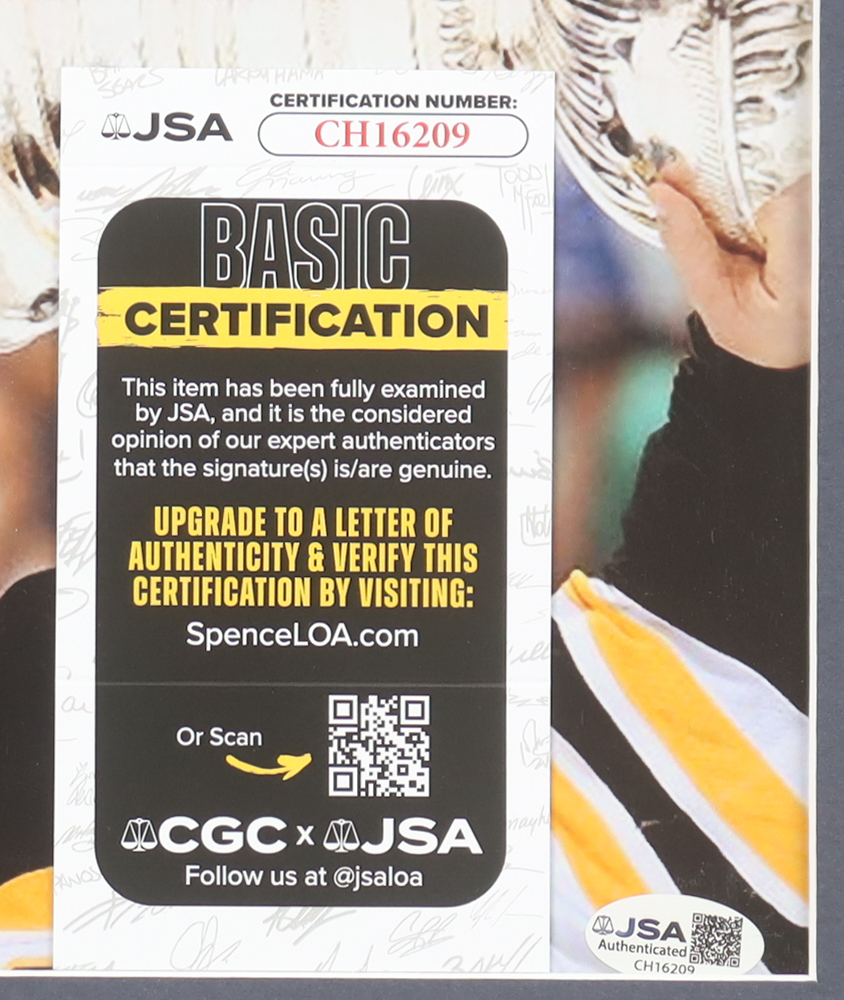 JSA
CERTIFICATION NUMBER:
CH16209
BASIC
CERTIFICATION
This item has been fully examined
by JSA, and it is the considered
opinion of our expert authenticators
that the signature(s) is/are genuine.
UPGRADE TO A LETTER OF
AUTHENTICITY & VERIFY THIS
CERTIFICATION BY VISITING:
SpenceLOA.com
Or Scan
CGC x JSA
Follow us at @jsaloa
JSA
Authenticated
CH16209